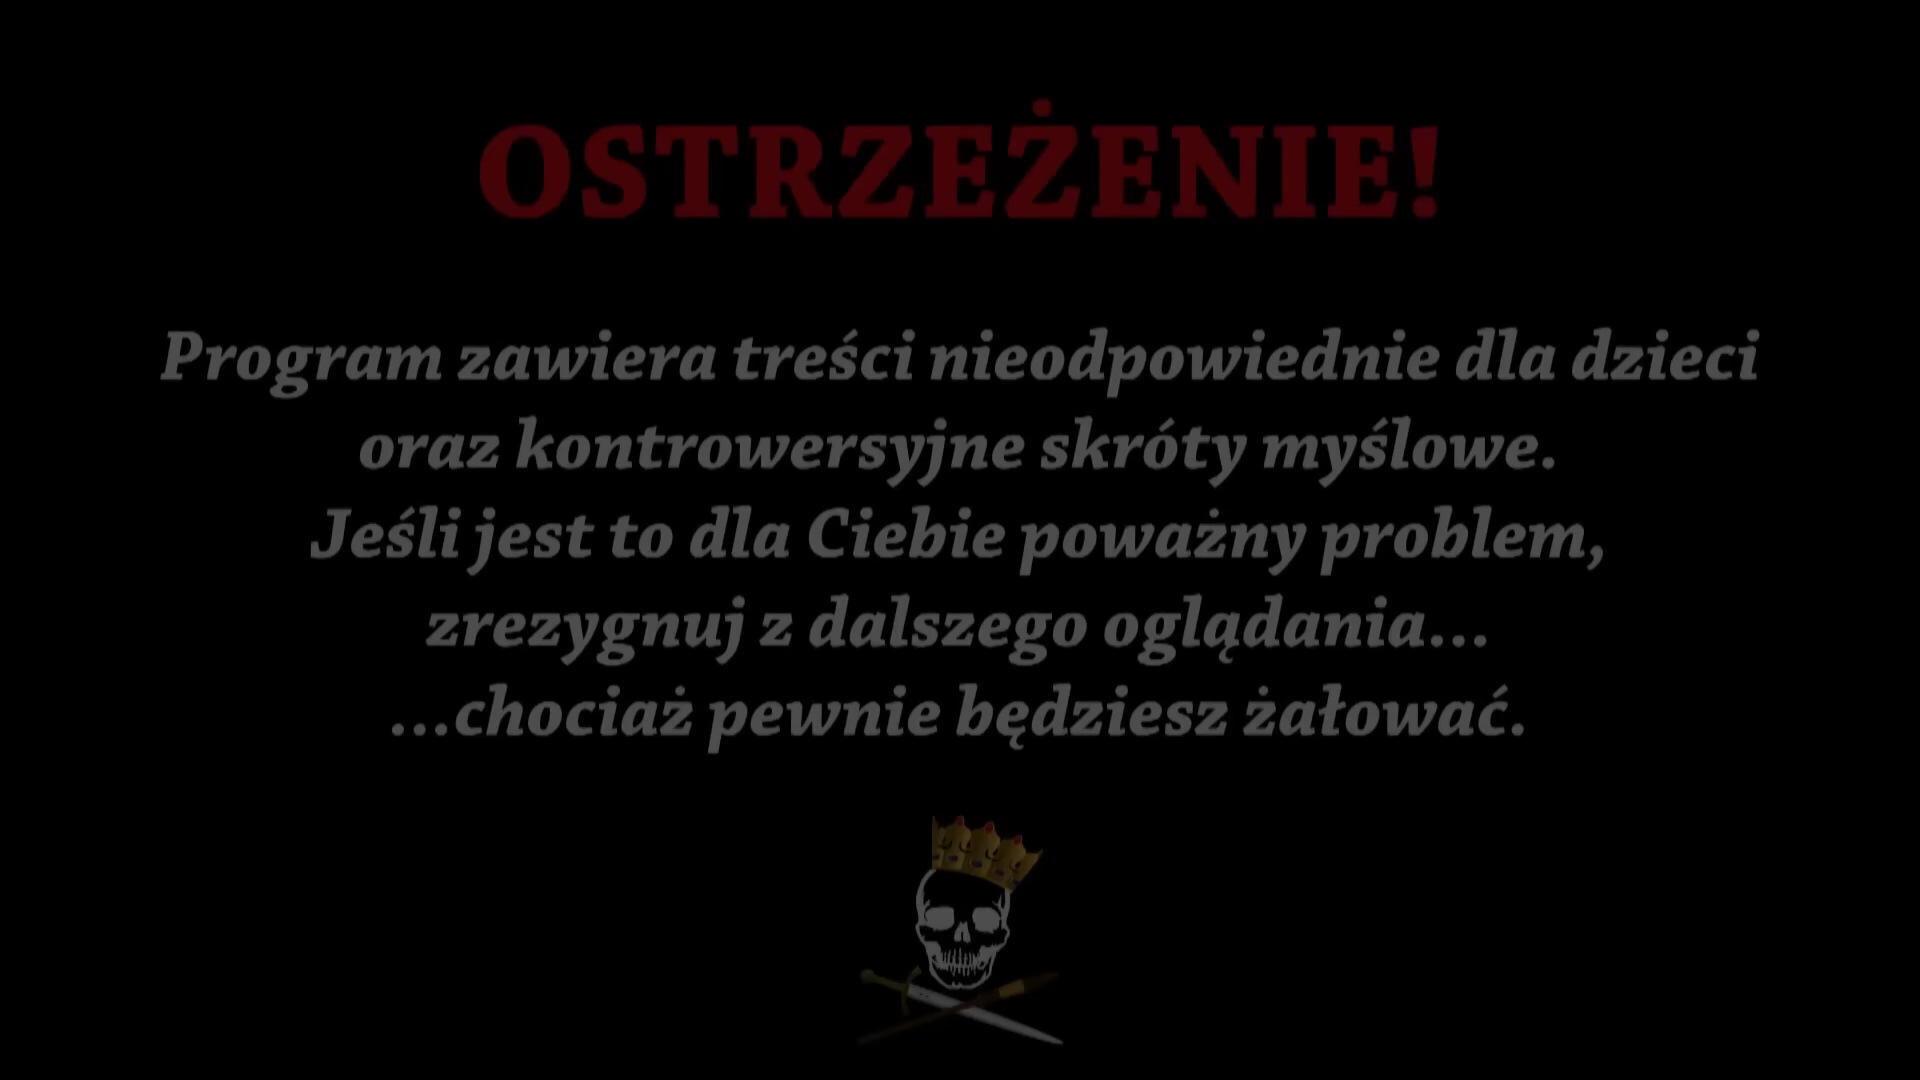 OSTRZEŻENIE!
Program zawiera treści nieodpowiednie dla dzieci
oraz kontrowersyjne skróty myślowe.
Jeśli jest to dla Ciebie poważny problem,
zrezygnuj z dalszego oglądania...
...chociaż pewnie będziesz żałować.